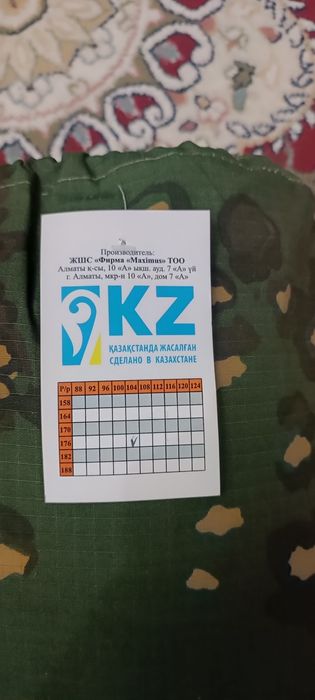 Производитель:
ЖШС «Фирма «Maximus» ТОО
Алматы қ-сы, 10 «А» ықш. ауд. 7 «А» үй
г. Алматы, мкр-н 10 «А», дом 7 «А»
KZ
ҚАЗАҚСТАНДА ЖАСАЛҒАН
СДЕЛАНО В КАЗАХСТАНЕ
Р/р 88 92 96 100 104 108 112 116 120 124
158
164
170
176 V
182
188